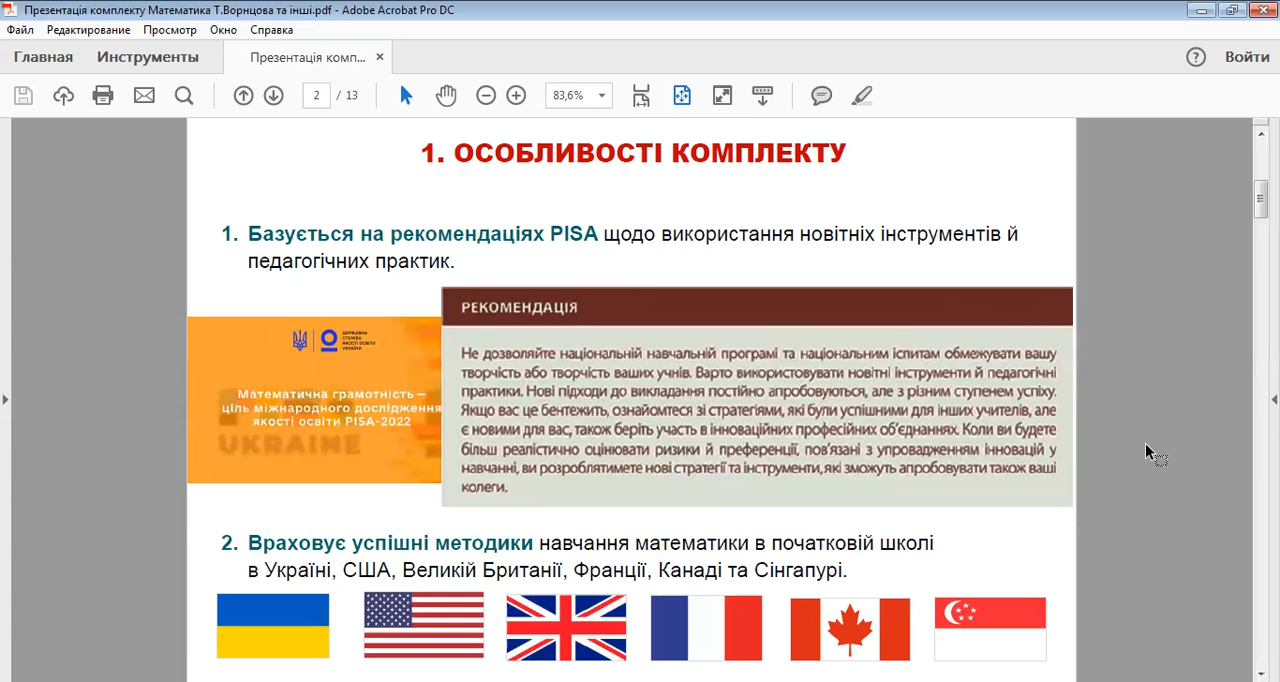 Презентація комплекту Математика Т.Ворнцова та інші.pdf - Adobe Acrobat Pro DC
Файл Редактирование Просмотр Окно Справка
Главная Инструменты Презентація комп... × ? Войти
2 / 13 83,6%
1. ОСОБЛИВОСТІ КОМПЛЕКТУ
1. Базується на рекомендаціях PISA щодо використання новітніх інструментів й
педагогічних практик.
ДЕРЖАВНА
СЛУЖБА
ЯКОСТІ ОСВІТИ
УКРАЇНИ
Математична грамотність –
ціль міжнародного дослідження
якості освіти PISA-2022
UKRAINE
РЕКОМЕНДАЦІЯ
Не дозволяйте національній навчальній програмі та національним іспитам обмежувати вашу
творчість або творчість ваших учнів. Варто використовувати новітні інструменти й педагогічні
практики. Нові підходи до викладання постійно апробовуються, але з різним ступенем успіху.
Якщо вас це бентежить, ознайомтеся зі стратегіями, які були успішними для інших учителів, але
є новими для вас, також беріть участь в інноваційних професійних об’єднаннях. Коли ви будете
більш реалістично оцінювати ризики й преференції, пов’язані з упровадженням інновацій у
навчанні, ви розроблятимете нові стратегії та інструменти, які зможуть апробовувати також ваші
колеги.
2. Враховує успішні методики навчання математики в початковій школі
в Україні, США, Великій Британії, Франції, Канаді та Сінгапурі.